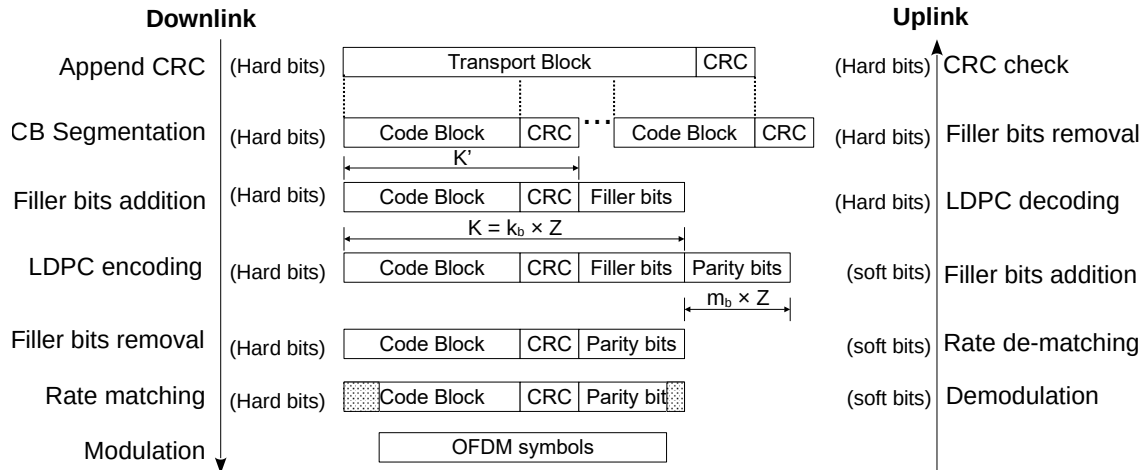 Downlink Uplink
Append CRC (Hard bits) Transport Block CRC (Hard bits) CRC check
CB Segmentation (Hard bits) Code Block CRC ... Code Block CRC (Hard bits) Filler bits removal
K'
Filler bits addition (Hard bits) Code Block CRC Filler bits (Hard bits) LDPC decoding
K = k_b × Z
LDPC encoding (Hard bits) Code Block CRC Filler bits Parity bits (soft bits) Filler bits addition
m_b × Z
Filler bits removal (Hard bits) Code Block CRC Parity bits (soft bits) Rate de-matching
Rate matching (Hard bits) Code Block CRC Parity bit (soft bits) Demodulation
Modulation OFDM symbols